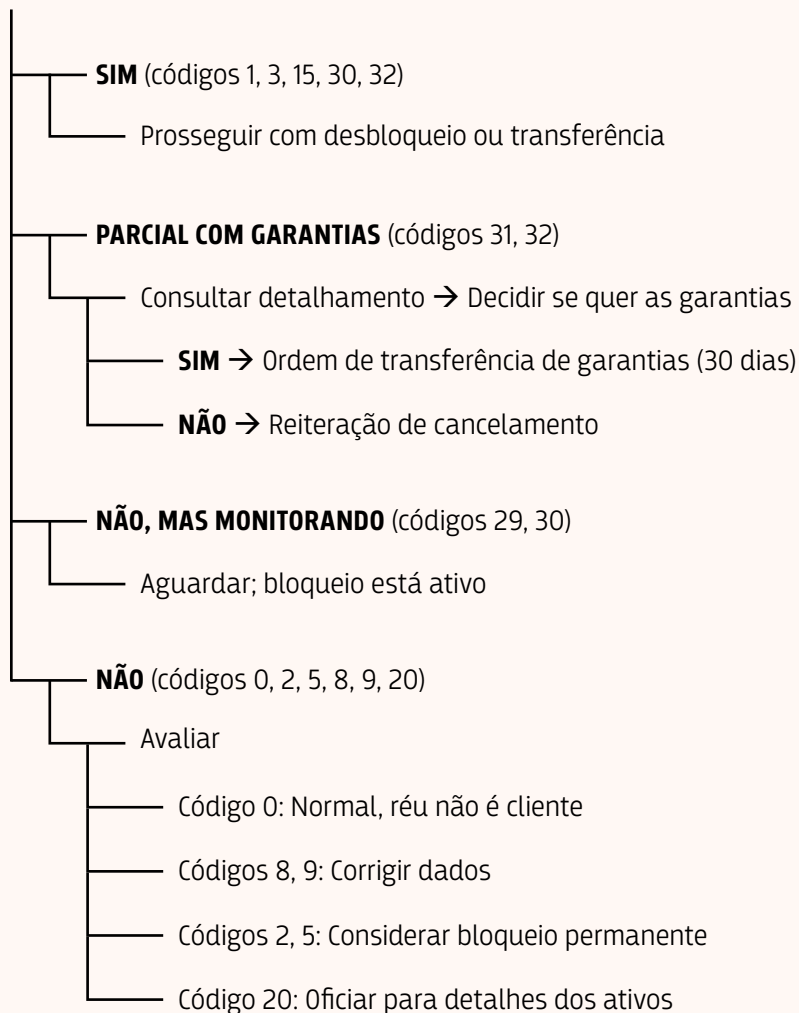 SIM (códigos 1, 3, 15, 30, 32)
Prosseguir com desbloqueio ou transferência
PARCIAL COM GARANTIAS (códigos 31, 32)
Consultar detalhamento → Decidir se quer as garantias
SIM → Ordem de transferência de garantias (30 dias)
NÃO → Reiteração de cancelamento
NÃO, MAS MONITORANDO (códigos 29, 30)
Aguardar; bloqueio está ativo
NÃO (códigos 0, 2, 5, 8, 9, 20)
Avaliar
Código 0: Normal, réu não é cliente
Códigos 8, 9: Corrigir dados
Códigos 2, 5: Considerar bloqueio permanente
Código 20: Oficiar para detalhes dos ativos